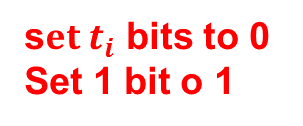 set t_i bits to 0
Set 1 bit o 1